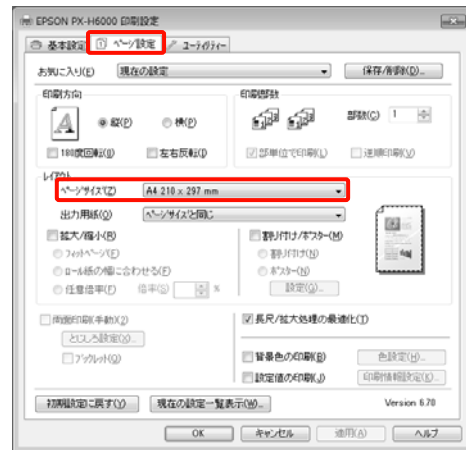 EPSON PX-H6000 印刷設定
基本設定 ページ設定 ユーティリティー
お気に入り(E) 現在の設定 保存/削除(D)...
印刷方向
縦(P) 横(P)
180度回転(O) 左右反転(I)
印刷部数
部数(C) 1
部単位で印刷(L) 逆順印刷(V)
レイアウト
ページサイズ(Z) A4 210 x 297 mm
出力用紙(O) ページサイズと同じ
拡大/縮小(R) 割り付け/ポスター(M)
フィットページ(F) 割り付け(N)
ロール紙の幅に合わせる(F) ポスター(N)
任意倍率(F) 倍率(S) % 設定(G)...
両面印刷(手動)(2) 長尺/拡大処理の最適化(T)
とじしろ設定(O)...
ブックレット(Q)
背景色の印刷(B) 色設定(H)...
設定値の印刷(J) 印刷情報設定(K)...
初期設定に戻す(Y) 現在の設定一覧表示(W)... Version 6.70
OK キャンセル 適用(A) ヘルプ